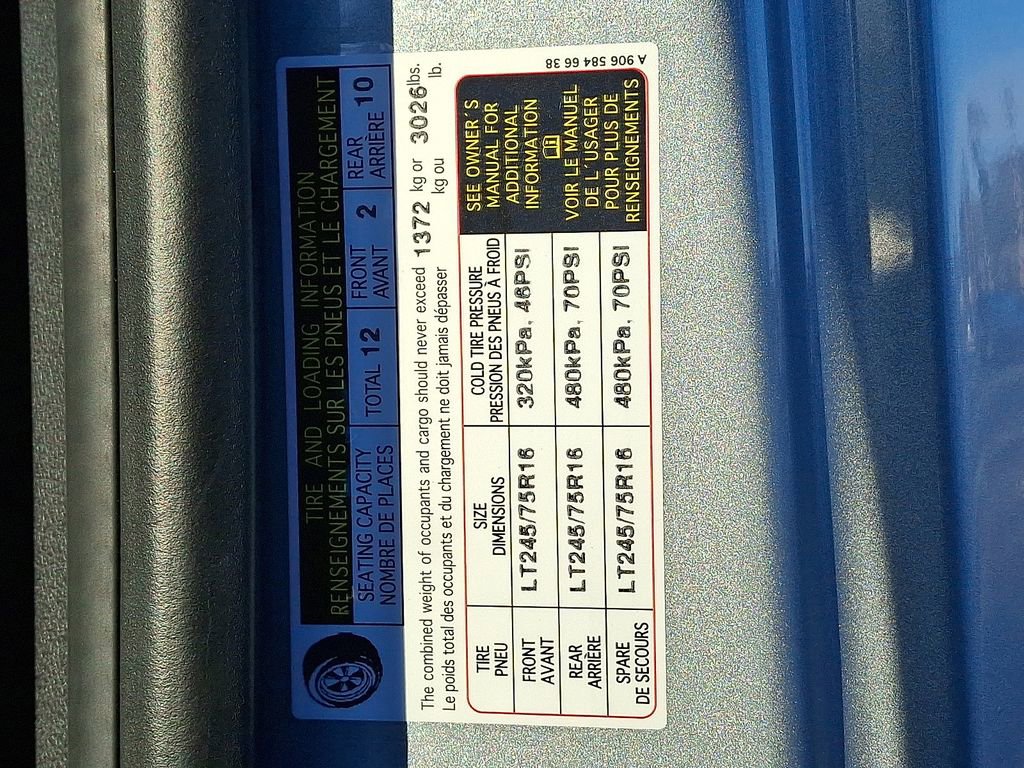 TIRE AND LOADING INFORMATION
RENSEIGNEMENTS SUR LES PNEUS ET LE CHARGEMENT
SEATING CAPACITY
NOMBRE DE PLACES
TOTAL 12
FRONT
AVANT 2
REAR
ARRIÈRE 10
The combined weight of occupants and cargo should never exceed 1372 kg or 3026 lbs.
Le poids total des occupants et du chargement ne doit jamais dépasser kg ou lb.
TIRE
PNEU
SIZE
DIMENSIONS
COLD TIRE PRESSURE
PRESSION DES PNEUS À FROID
FRONT
AVANT
LT245/75R16
320kPa, 46PSI
REAR
ARRIÈRE
LT245/75R16
480kPa, 70PSI
SPARE
DE SECOURS
LT245/75R16
480kPa, 70PSI
SEE OWNER'S
MANUAL FOR
ADDITIONAL
INFORMATION
VOIR LE MANUEL
DE L'USAGER
POUR PLUS DE
RENSEIGNEMENTS
A 906 584 66 38